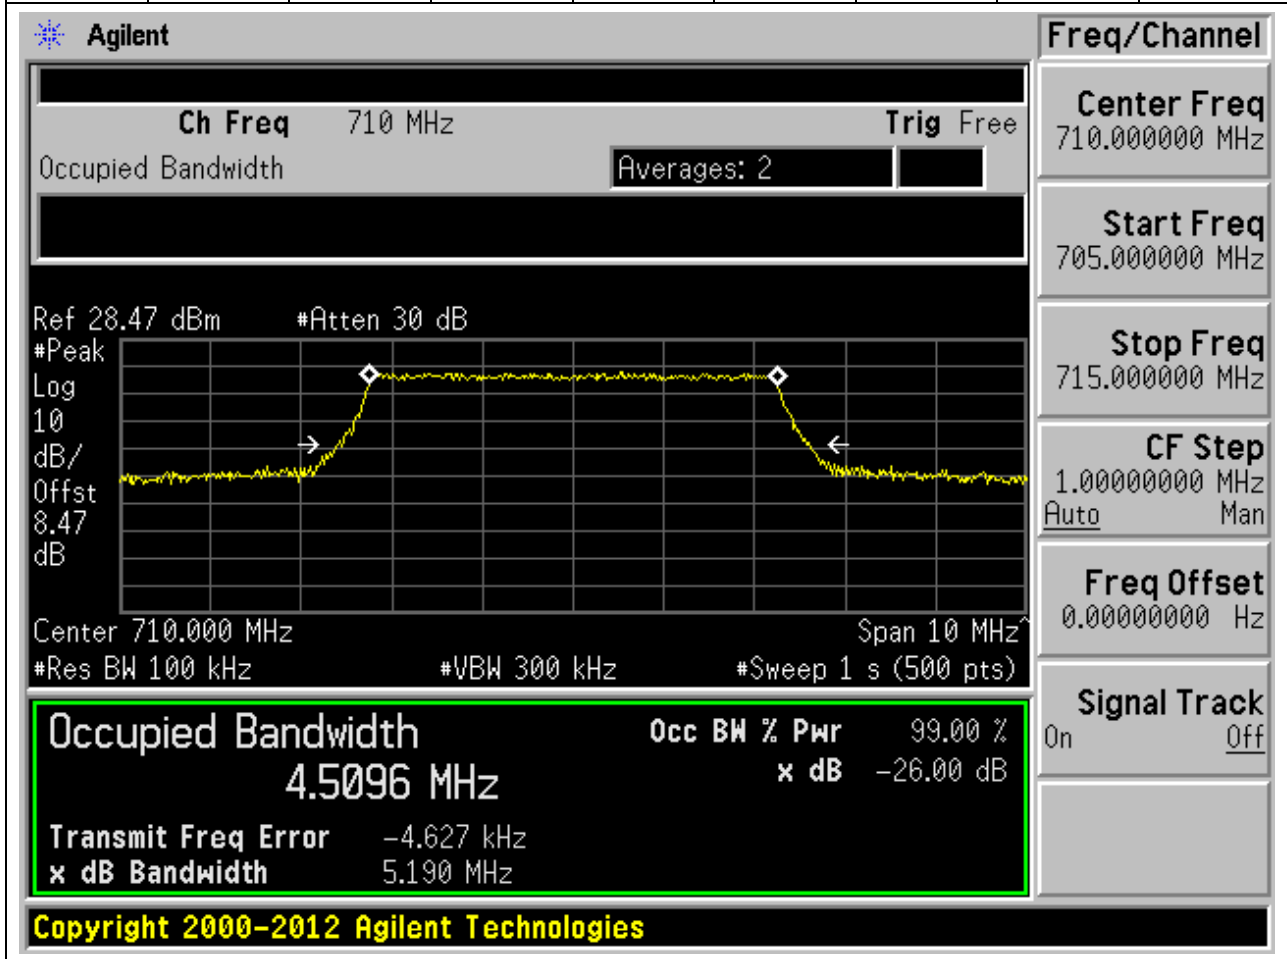 Agilent
Freq/Channel
Ch Freq 710 MHz Trig Free
Occupied Bandwidth Averages: 2
Center Freq
710.000000 MHz
Start Freq
705.000000 MHz
Stop Freq
715.000000 MHz
CF Step
1.00000000 MHz
Auto Man
Freq Offset
0.00000000 Hz
Signal Track
On Off
Ref 28.47 dBm #Atten 30 dB
#Peak
Log
10
dB/
Offst
8.47
dB
Center 710.000 MHz Span 10 MHz^
#Res BW 100 kHz #VBW 300 kHz #Sweep 1 s (500 pts)
Occupied Bandwidth Occ BW % Pwr 99.00 %
4.5096 MHz x dB -26.00 dB
Transmit Freq Error -4.627 kHz
x dB Bandwidth 5.190 MHz
Copyright 2000-2012 Agilent Technologies